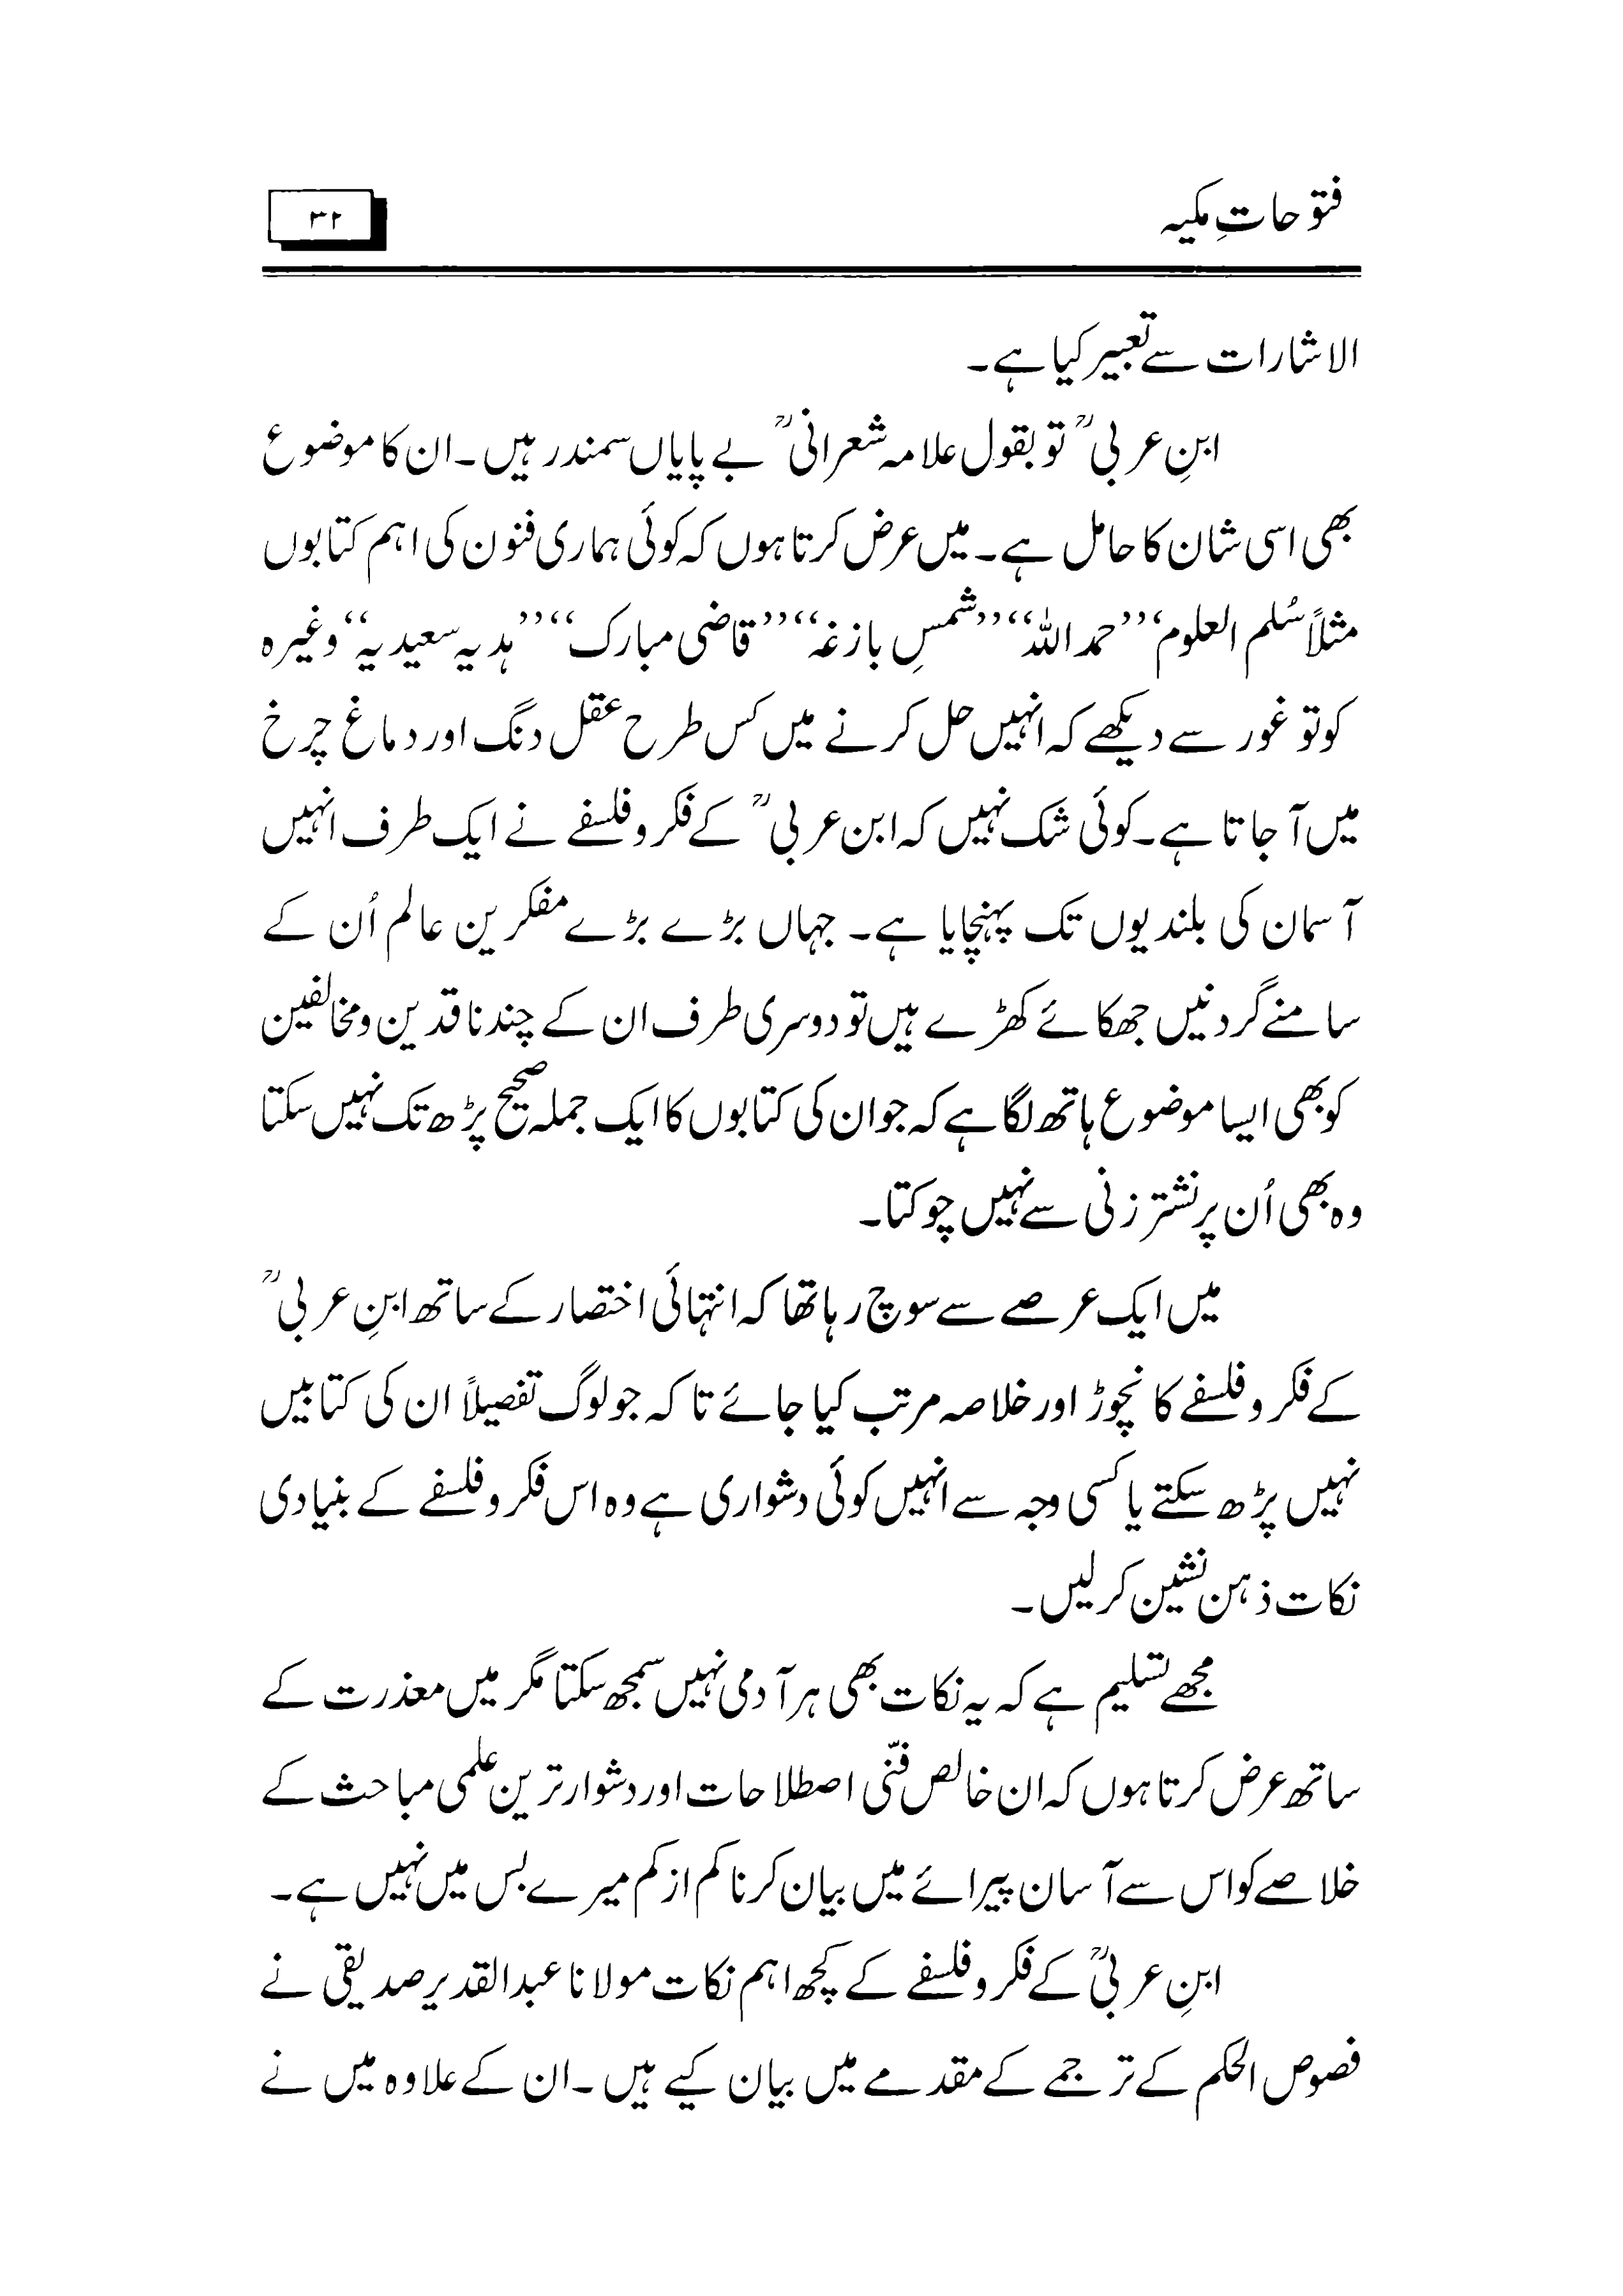 فتوحاتِ مکیہ
۳۲
الاشارات سے تعبیر کیا ہے۔
ابنِ عربیؒ تو بقول علامہ شعرانیؒ بے پایاں سمندر ہیں۔ ان کا موضوع
بھی اسی شان کا حامل ہے۔ میں عرض کرتا ہوں کہ کوئی ہماری فنون کی اہم کتابوں
مثلاً سُلم العلوم‘ ’’حمد اللہ‘‘ ’’شمسِ بازغہ‘‘ ’’قاضی مبارک‘‘ ’’ہدیہ سعیدیہ‘‘ وغیرہ
کو تو غور سے دیکھے کہ انہیں حل کرنے میں کس طرح عقل دنگ اور دماغ چرخ
میں آ جاتا ہے۔ کوئی شک نہیں کہ ابن عربیؒ کے فکر و فلسفے نے ایک طرف انہیں
آسمان کی بلندیوں تک پہنچایا ہے۔ جہاں بڑے بڑے مفکرین عالم اُن کے
سامنے گردنیں جھکائے کھڑے ہیں تو دوسری طرف ان کے چند ناقدین و مخالفین
کو بھی ایسا موضوع ہاتھ لگا ہے کہ جو ان کی کتابوں کا ایک جملہ صحیح پڑھ تک نہیں سکتا
وہ بھی اُن پر نشتر زنی سے نہیں چوکتا۔
میں ایک عرصے سے سوچ رہا تھا کہ انتہائی اختصار کے ساتھ ابنِ عربیؒ
کے فکر و فلسفے کا نچوڑ اور خلاصہ مرتب کیا جائے تاکہ جو لوگ تفصیلاً ان کی کتابیں
نہیں پڑھ سکتے یا کسی وجہ سے انہیں کوئی دشواری ہے وہ اس فکر و فلسفے کے بنیادی
نکات ذہن نشین کر لیں۔
مجھے تسلیم ہے کہ یہ نکات بھی ہر آدمی نہیں سمجھ سکتا مگر میں معذرت کے
ساتھ عرض کرتا ہوں کہ ان خالص فنّی اصطلاحات اور دشوار ترین علمی مباحث کے
خلاصے کو اس سے آسان پیرائے میں بیان کرنا کم از کم میرے بس میں نہیں ہے۔
ابنِ عربیؒ کے فکر و فلسفے کے کچھ اہم نکات مولانا عبدالقدیر صدیقی نے
فصوص الحکم کے ترجمے کے مقدمے میں بیان کیے ہیں۔ ان کے علاوہ میں نے